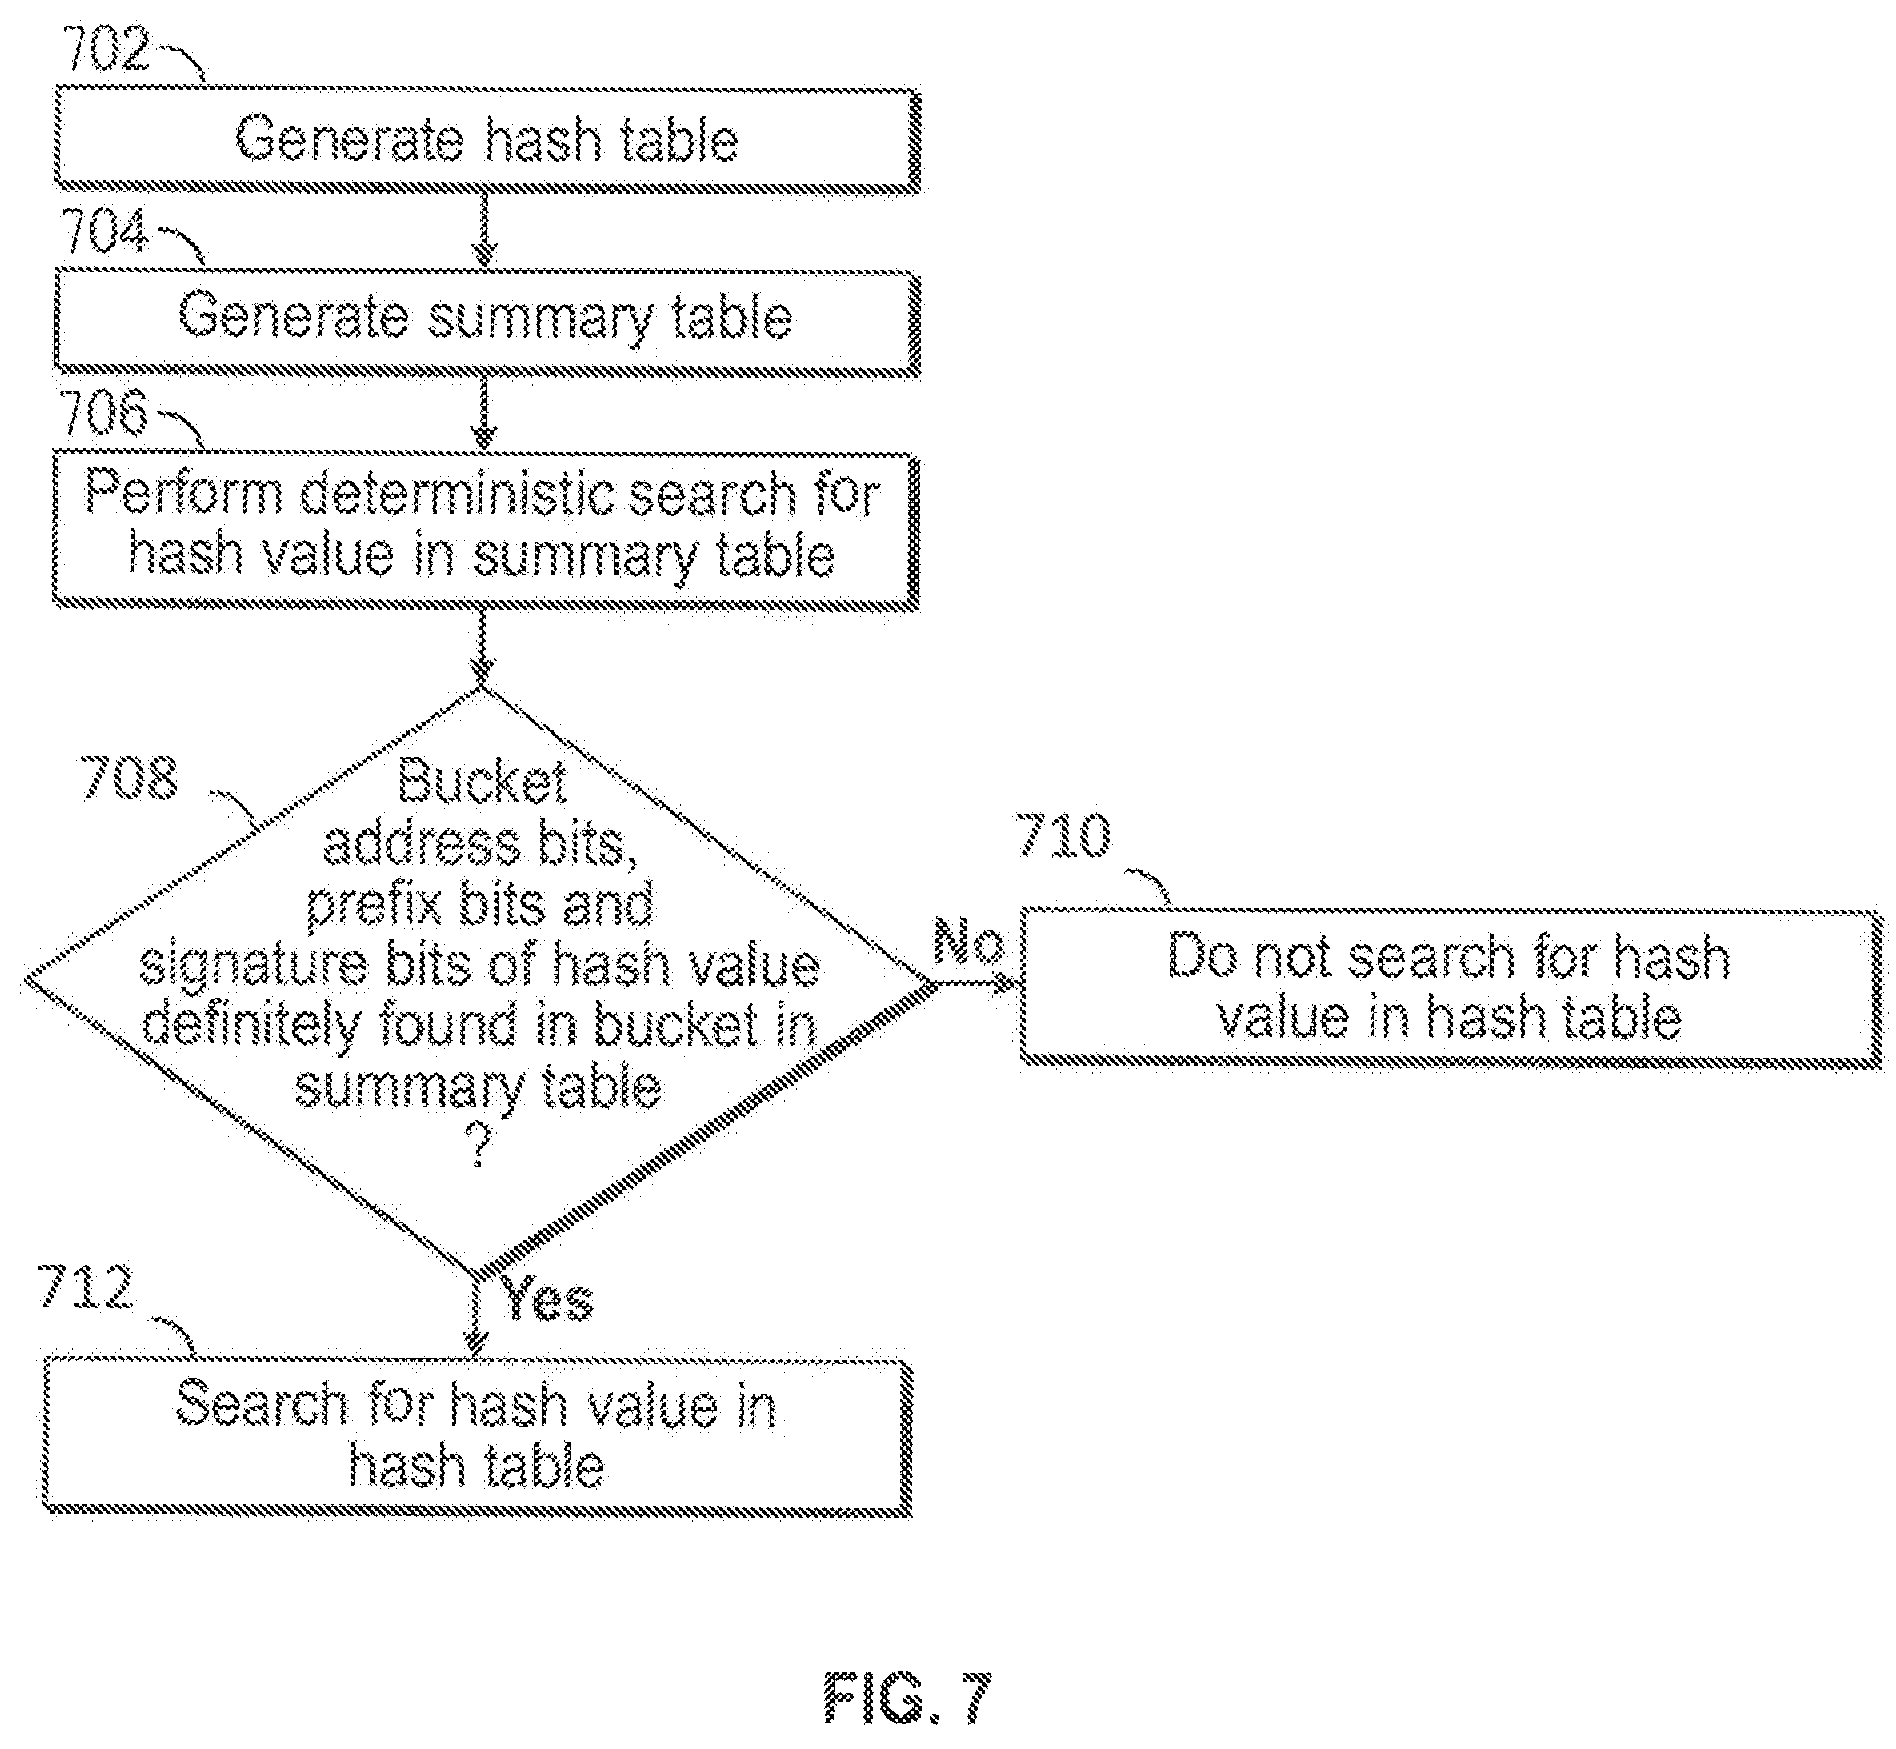 702
Generate hash table
704
Generate summary table
706
Perform deterministic search for
hash value in summary table
708
Bucket
address bits,
prefix bits and
signature bits of hash value
definitely found in bucket in
summary table
?
No
710
Do not search for hash
value in hash table
Yes
712
Search for hash value in
hash table
FIG. 7